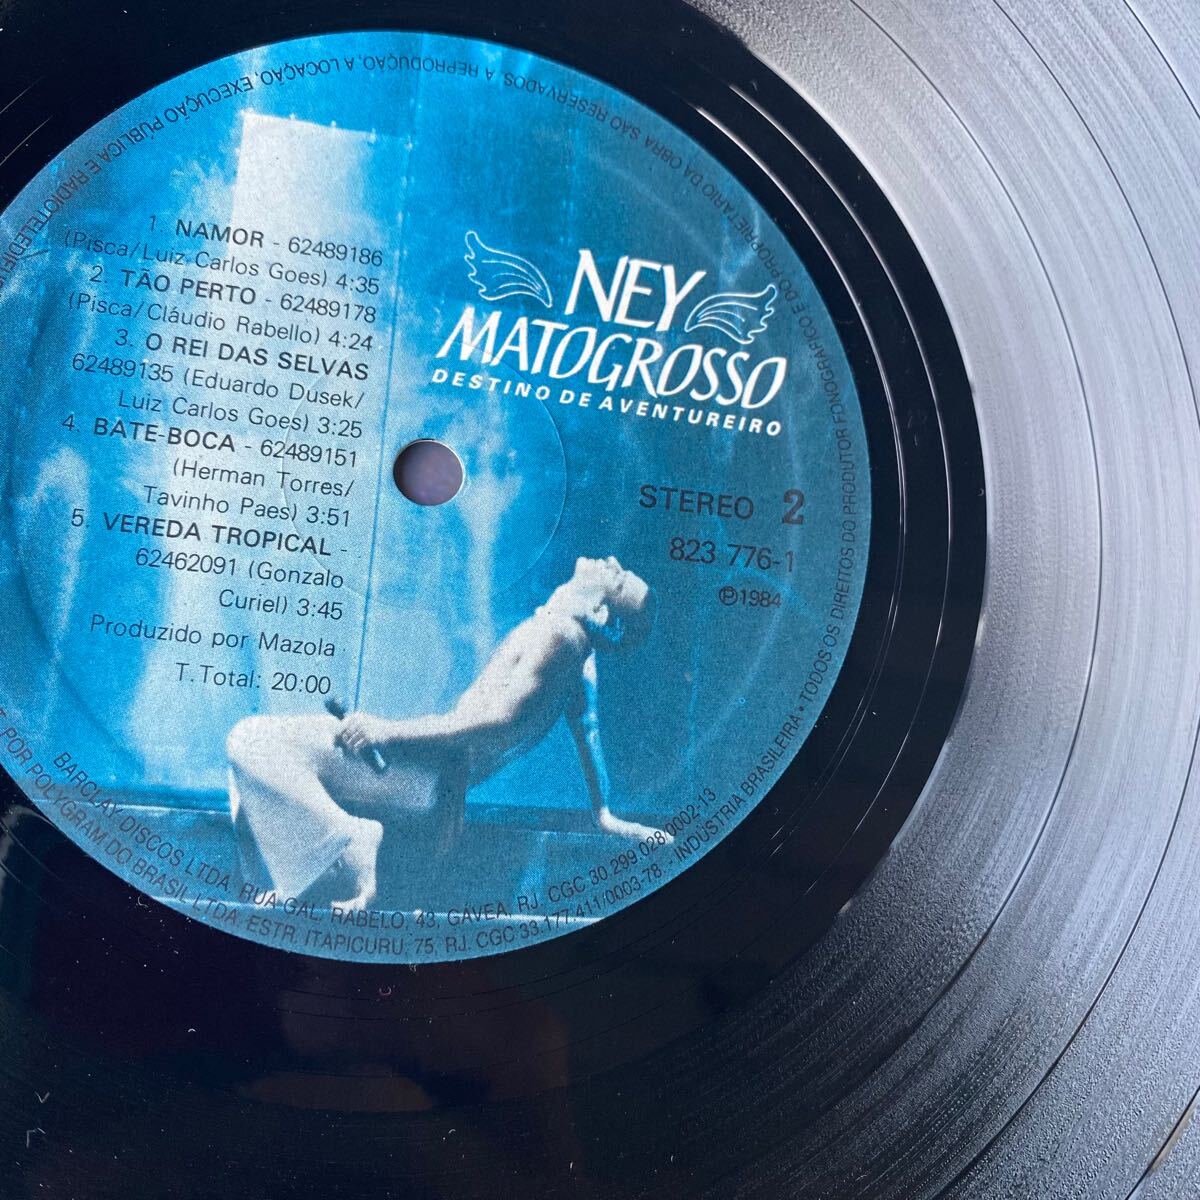 1. NAMOR - 62489186
(Pisca/Luiz Carlos Goes) 4:35
2. TÃO PERTO - 62489178
(Pisca/Cláudio Rabello) 4:24
3. O REI DAS SELVAS
62489135 (Eduardo Dusek/
Luiz Carlos Goes) 3:25
4. BATE-BOCA - 62489151
(Herman Torres/
Tavinho Paes) 3:51
5. VEREDA TROPICAL -
62462091 (Gonzalo
Curiel) 3:45
Produzido por Mazola
T.Total: 20:00
NEY
MATOGROSSO
DESTINO DE AVENTUREIRO
STEREO 2
823 776-1
Ⓟ1984
BARCLAY DISCOS LTDA, RUA GAL. RABELO, 43, GÁVEA, RJ. CGC 30.299.028/0002-13
POR POLYGRAM DO BRASIL LTDA. ESTR. ITAPICURU, 75, RJ. CGC 33.177.411/0003-78. - INDÚSTRIA BRASILEIRA • TODOS OS DIREITOS DO PRODUTOR FONOGRÁFICO E DO PROPRIETÁRIO DA OBRA SÃO RESERVADOS. A REPRODUÇÃO, A LOCAÇÃO, EXECUÇÃO PÚBLICA E